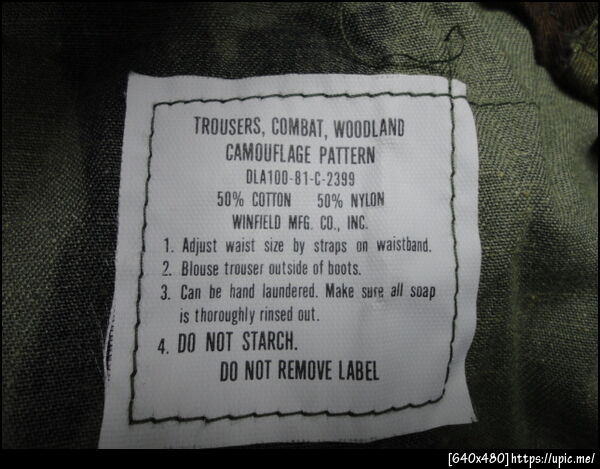 TROUSERS, COMBAT, WOODLAND
CAMOUFLAGE PATTERN
DLA100-81-C-2399
50% COTTON 50% NYLON
WINFIELD MFG. CO., INC.
1. Adjust waist size by straps on waistband.
2. Blouse trouser outside of boots.
3. Can be hand laundered. Make sure all soap
is thoroughly rinsed out.
4. DO NOT STARCH.
DO NOT REMOVE LABEL
[640x480]https://upic.me/